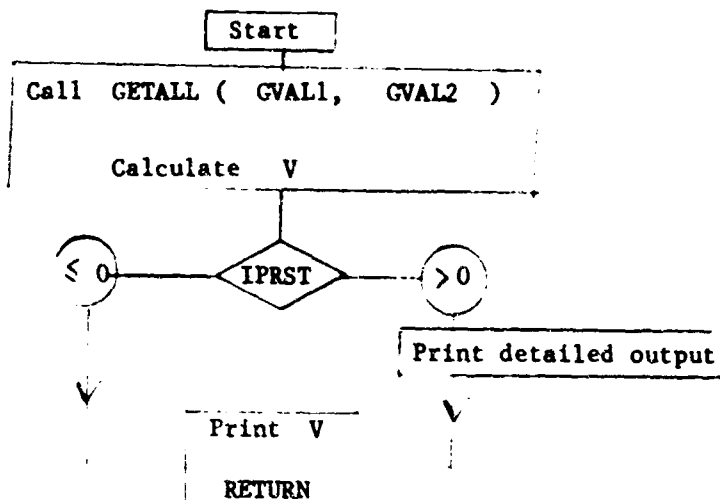 Start
Call GETALL ( GVAL1, GVAL2 )
Calculate V
≤ 0
IPRST
> 0
Print detailed output
Print V
RETURN